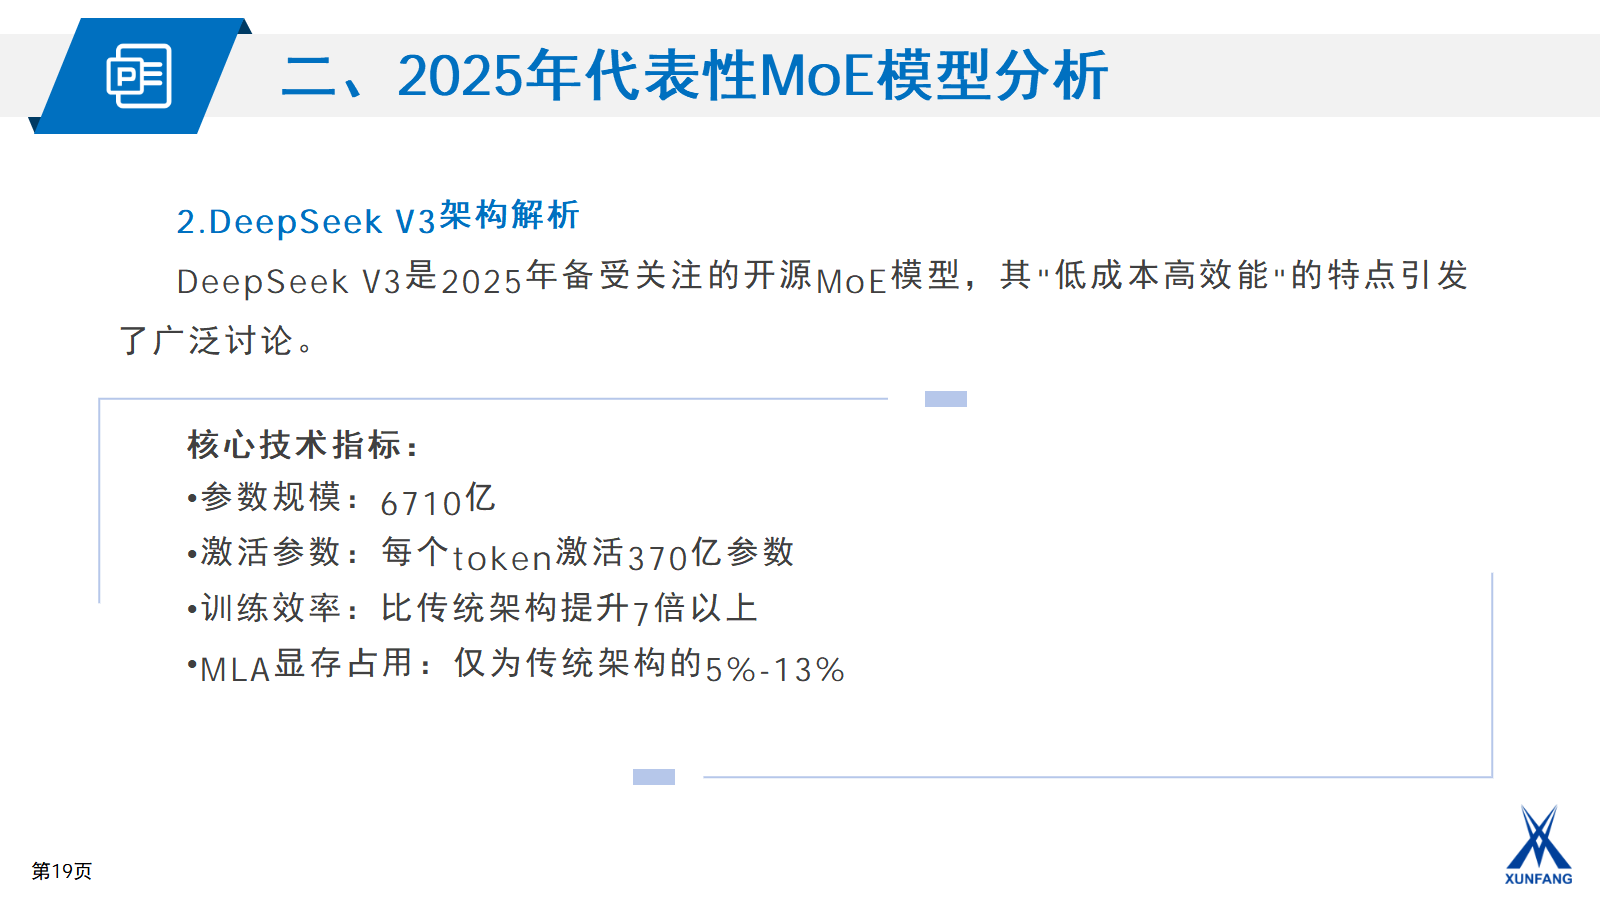 二、2025年代表性MoE模型分析
2.DeepSeek V3架构解析
DeepSeek V3是2025年备受关注的开源MoE模型，其"低成本高效能"的特点引发
了广泛讨论。
核心技术指标：
•参数规模：6710亿
•激活参数：每个token激活370亿参数
•训练效率：比传统架构提升7倍以上
•MLA显存占用：仅为传统架构的5%-13%
第19页
XUNFANG